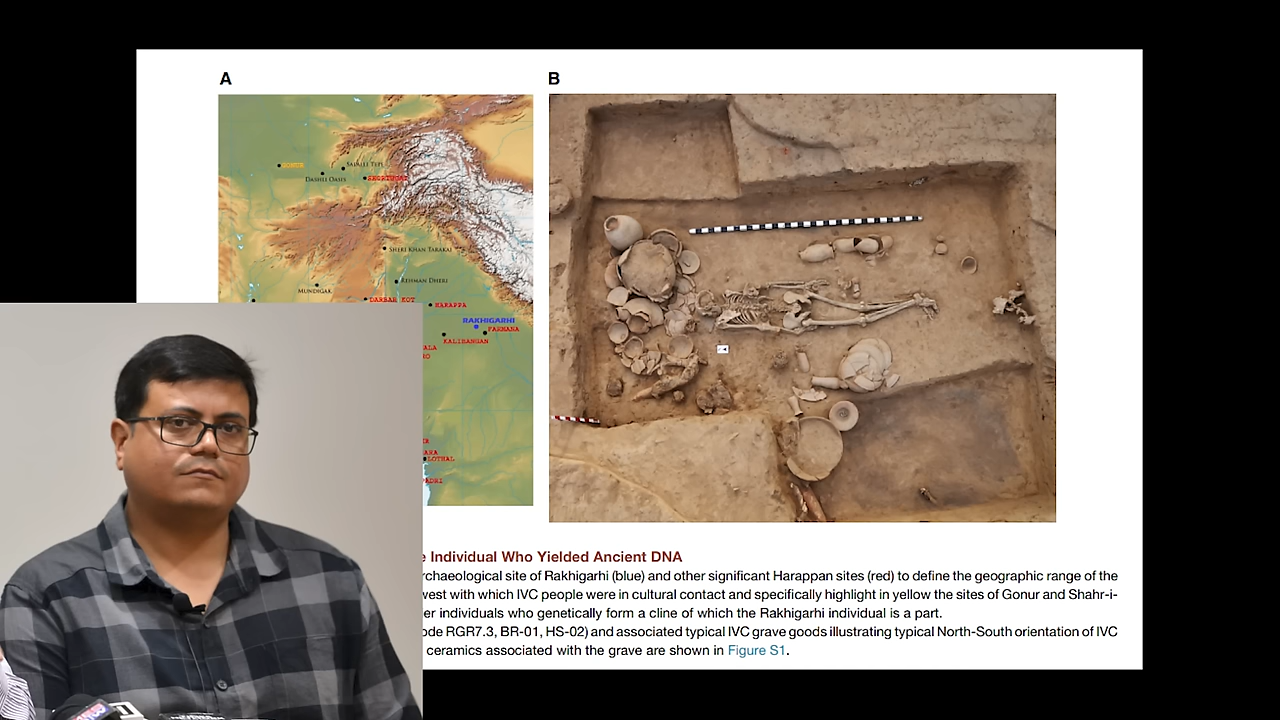 A
B
SAPALLI TEPE
DASHLI OASIS
SHORTUGAI
SHERI KHAN TARAKAI
REHMAN DHERI
MUNDIGAK
DABBAR KOT
HARAPPA
RAKHIGARHI
FARMANA
KALIBANGAN
LOTHAL
e Individual Who Yielded Ancient DNA
rchaeological site of Rakhigarhi (blue) and other significant Harappan sites (red) to define the geographic range of the
west with which IVC people were in cultural contact and specifically highlight in yellow the sites of Gonur and Shahr-i-
er individuals who genetically form a cline of which the Rakhigarhi individual is a part.
ode RGR7.3, BR-01, HS-02) and associated typical IVC grave goods illustrating typical North-South orientation of IVC
ceramics associated with the grave are shown in Figure S1.